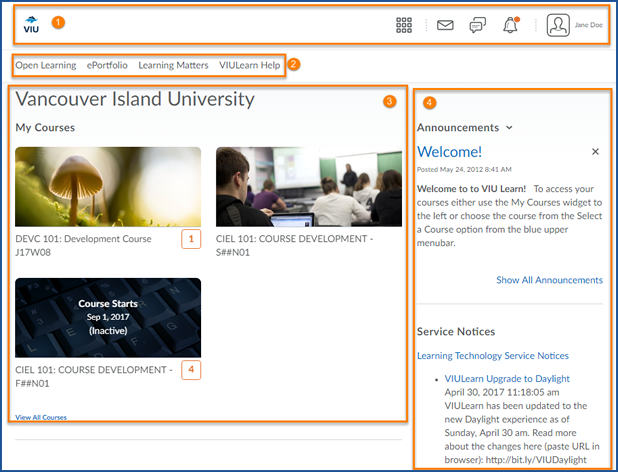 VIU
1
Jane Doe
Open Learning ePortfolio Learning Matters VIULearn Help
2
Vancouver Island University
3
My Courses
DEVC 101: Development Course
J17W08
1
CIEL 101: COURSE DEVELOPMENT -
S##N01
Course Starts
Sep 1, 2017
(Inactive)
CIEL 101: COURSE DEVELOPMENT -
F##N01
4
View All Courses
4
Announcements
Welcome!
Posted May 24, 2012 8:41 AM
Welcome to to VIU Learn! To access your
courses either use the My Courses widget to
the left or choose the course from the Select
a Course option from the blue upper
menubar.
Show All Announcements
Service Notices
Learning Technology Service Notices
• VIULearn Upgrade to Daylight
April 30, 2017 11:18:05 am
VIULearn has been updated to the
new Daylight experience as of
Sunday, April 30 am. Read more
about the changes here (paste URL in
browser): http://bit.ly/VIUDaylight